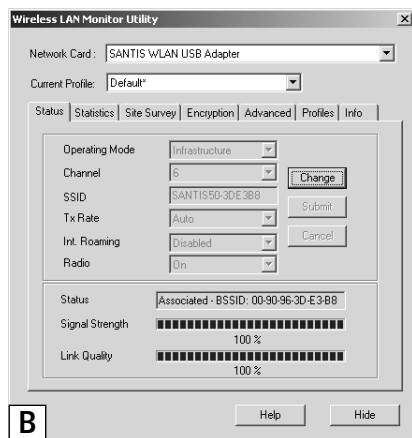 Wireless LAN Monitor Utility
Network Card : SANTIS WLAN USB Adapter
Current Profile: Default*
Status Statistics Site Survey Encryption Advanced Profiles Info
Operating Mode Infrastructure
Channel 6
Change
SSID SANTIS50-3DE3B8
Submit
Tx Rate Auto
Int. Roaming Disabled
Cancel
Radio On
Status Associated - BSSID: 00-90-96-3D-E3-B8
Signal Strength
100 %
Link Quality
100 %
B
Help Hide